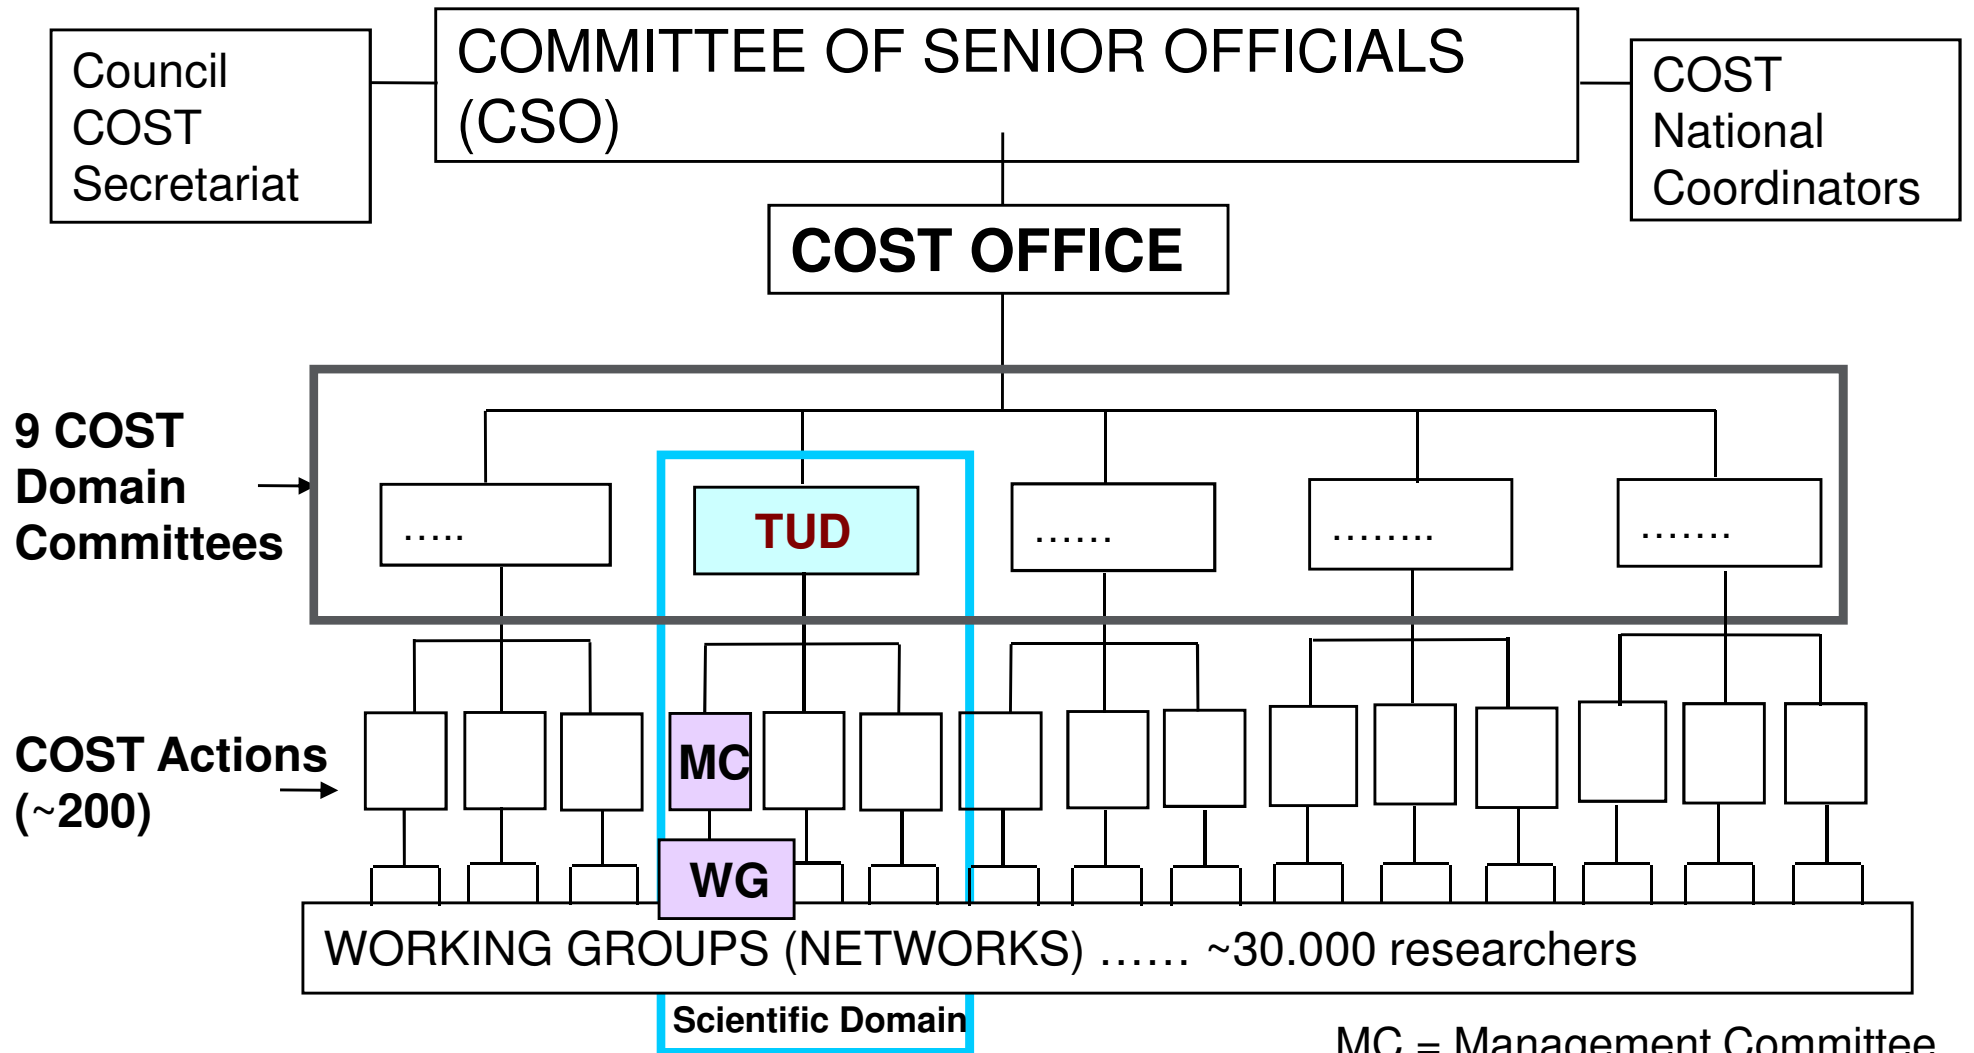 Council
COST
Secretariat
COMMITTEE OF SENIOR OFFICIALS
(CSO)
COST
National
Coordinators
COST OFFICE
9 COST
Domain
Committees
.....
TUD
......
........
.......
COST Actions
(~200)
MC
WG
WORKING GROUPS (NETWORKS) ...... ~30.000 researchers
Scientific Domain
MC = Management Committee